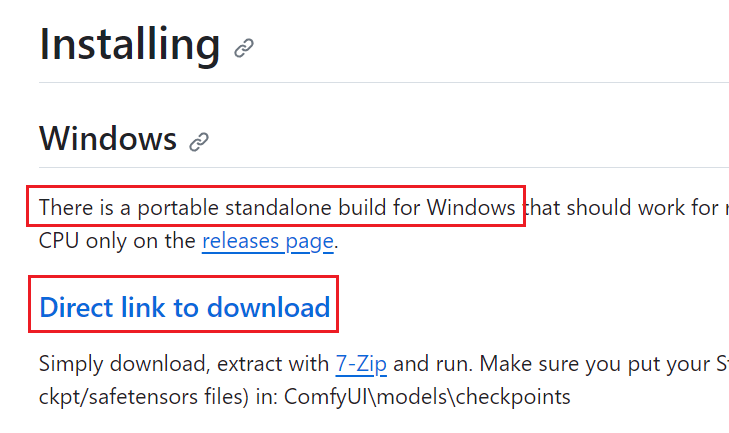 Installing
Windows
There is a portable standalone build for Windows that should work for
CPU only on the releases page.
Direct link to download
Simply download, extract with 7-Zip and run. Make sure you put your
ckpt/safetensors files) in: ComfyUI\models\checkpoints